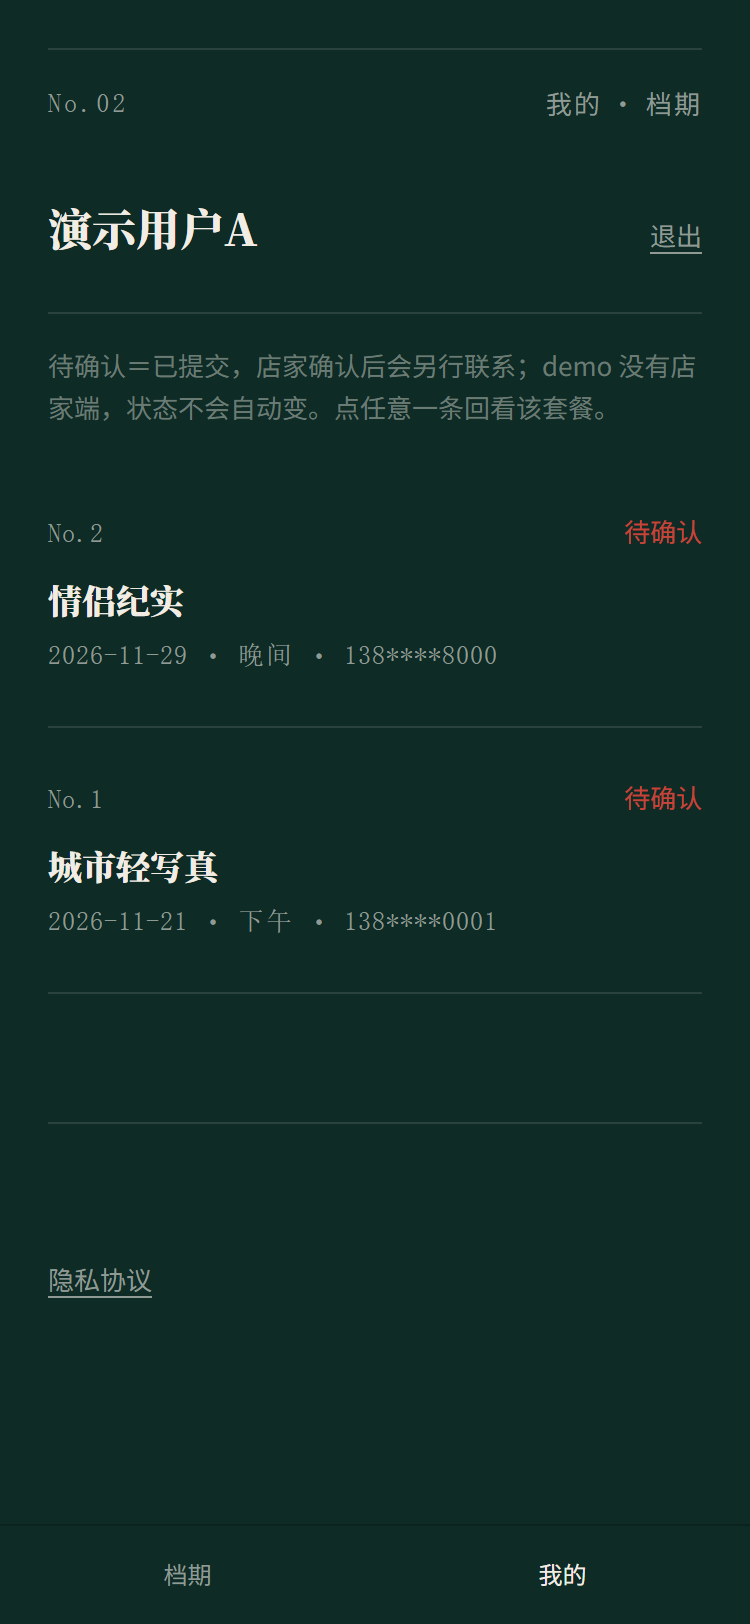 No.02
我的 · 档期
演示用户A
退出
待确认＝已提交，店家确认后会另行联系；demo 没有店
家端，状态不会自动变。点任意一条回看该套餐。
No.2
待确认
情侣纪实
2026-11-29 · 晚间 · 138****8000
No.1
待确认
城市轻写真
2026-11-21 · 下午 · 138****0001
隐私协议
档期
我的